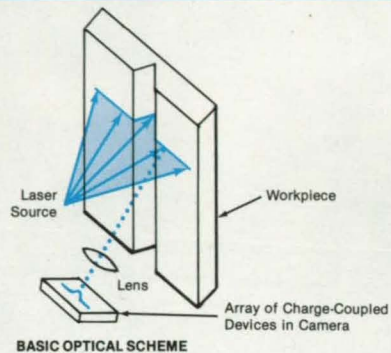 Laser
Source
Workpiece
Lens
Array of Charge-Coupled
Devices in Camera
BASIC OPTICAL SCHEME